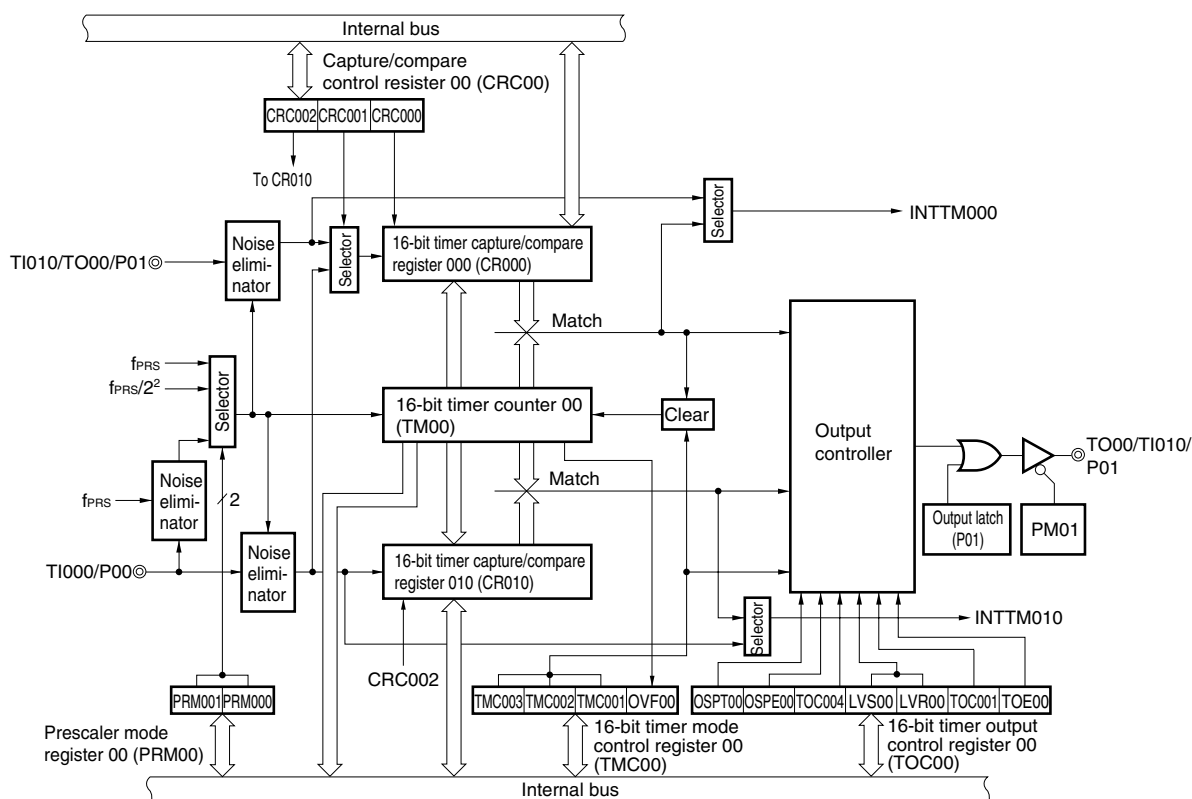 Internal bus
Capture/compare
control resister 00 (CRC00)
CRC002 CRC001 CRC000
To CR010
Selector
INTTM000
TI010/TO00/P01
Noise
elimi-
nator
Selector
16-bit timer capture/compare
register 000 (CR000)
Match
fPRS
fPRS/2²
Selector
16-bit timer counter 00
(TM00)
Clear
Output
controller
TO00/TI010/
P01
fPRS
Noise
elimi-
nator
2
Match
Output latch
(P01)
PM01
TI000/P00
Noise
elimi-
nator
16-bit timer capture/compare
register 010 (CR010)
Selector
INTTM010
CRC002
PRM001 PRM000
TMC003 TMC002 TMC001 OVF00
OSPT00 OSPE00 TOC004 LVS00 LVR00 TOC001 TOE00
Prescaler mode
register 00 (PRM00)
16-bit timer mode
control register 00
(TMC00)
16-bit timer output
control register 00
(TOC00)
Internal bus